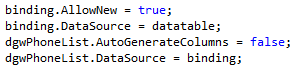 binding.AllowNew = true;
binding.DataSource = datatable;
dgwPhoneList.AutoGenerateColumns = false;
dgwPhoneList.DataSource = binding;